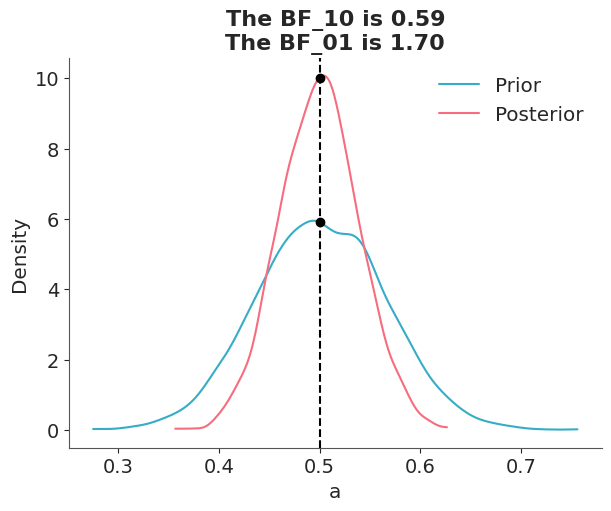 The BF_10 is 0.59
The BF_01 is 1.70
Prior
Posterior
Density
10
8
6
4
2
0
0.3 0.4 0.5 0.6 0.7
a